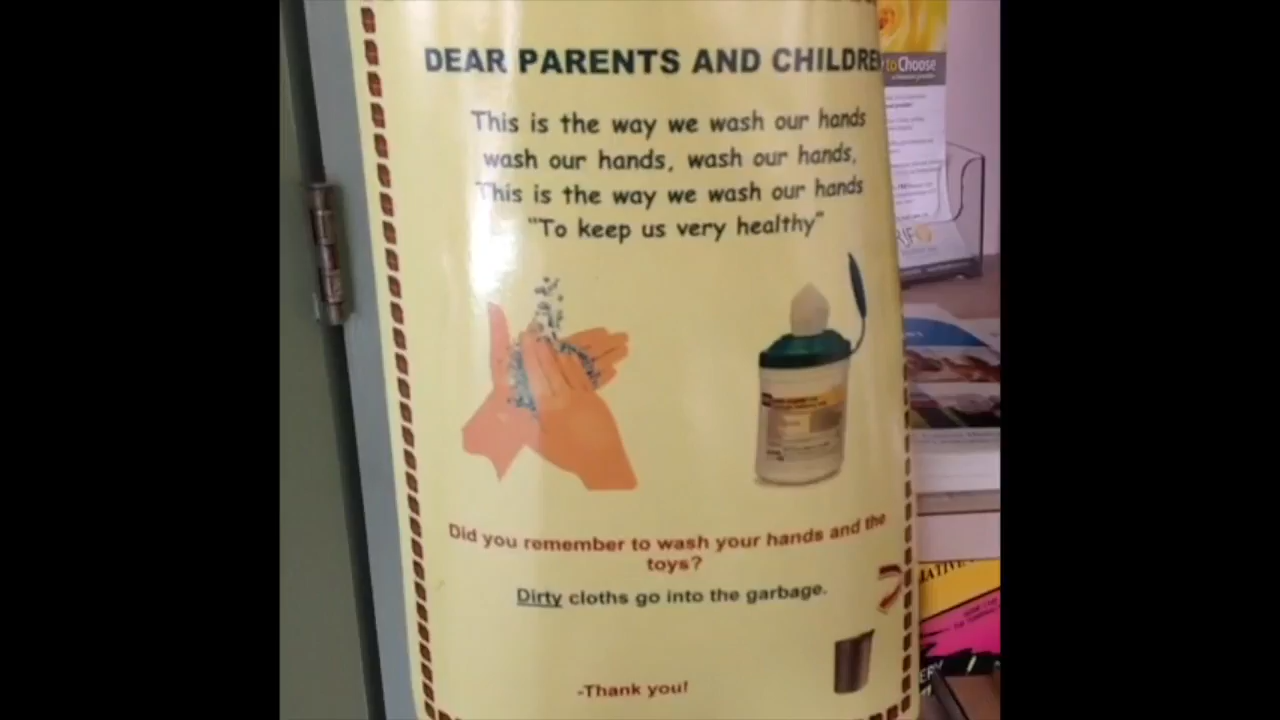 DEAR PARENTS AND CHILDREN
This is the way we wash our hands
wash our hands, wash our hands,
This is the way we wash our hands
"To keep us very healthy"
Did you remember to wash your hands and the
toys?
Dirty cloths go into the garbage.
-Thank you!
to Choose